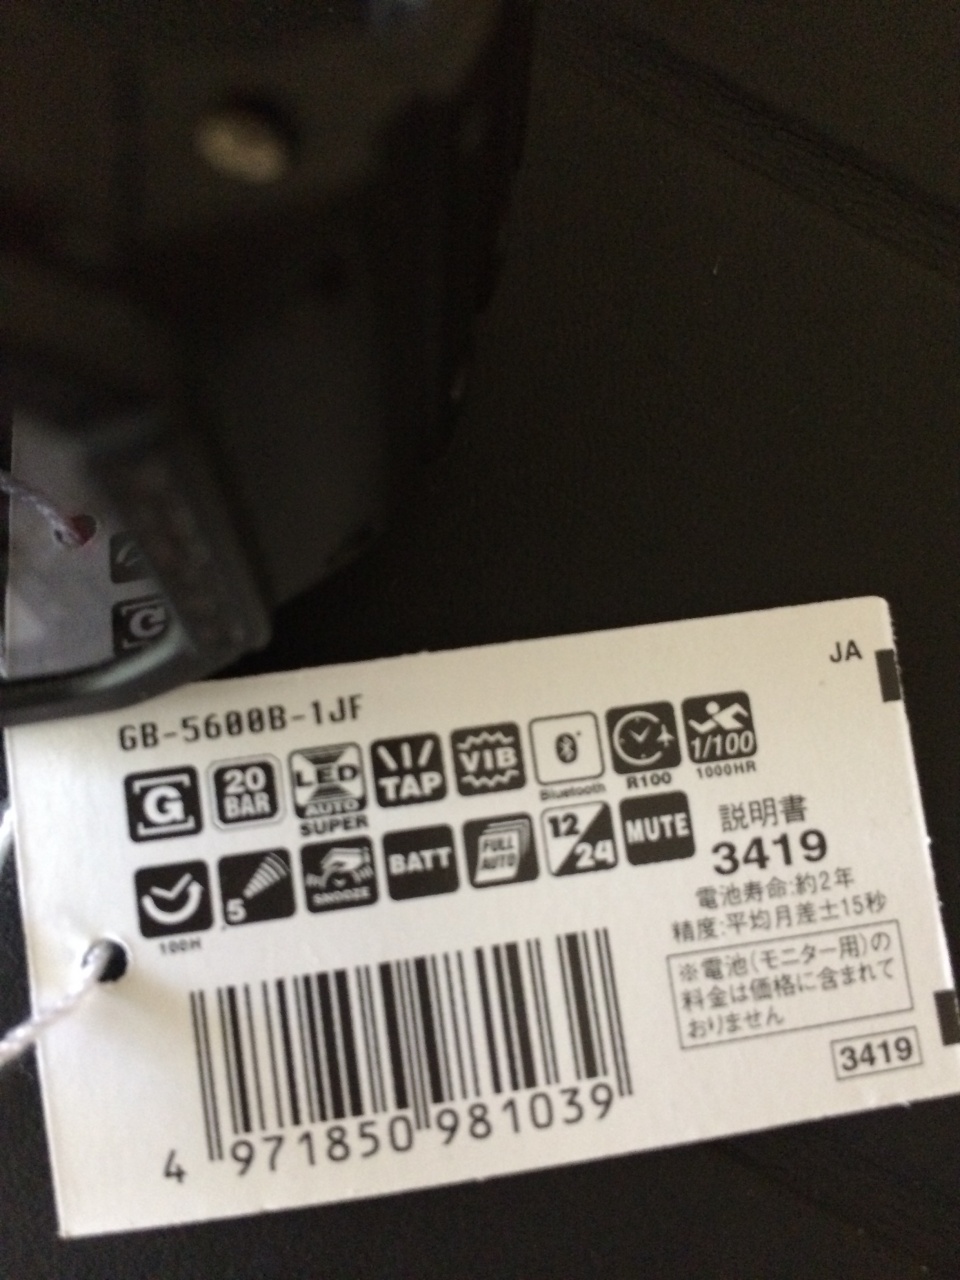 JA
GB-5600B-1JF
G
20 BAR
LED AUTO SUPER
TAP
VIB
Bluetooth
R100
1/100 1000HR
100H
5
SNOOZE
BATT
FULL AUTO
12/24
MUTE
説明書
3419
電池寿命:約2年
精度:平均月差±15秒
※電池(モニター用)の
料金は価格に含まれて
おりません
3419
4 971850 981039
G